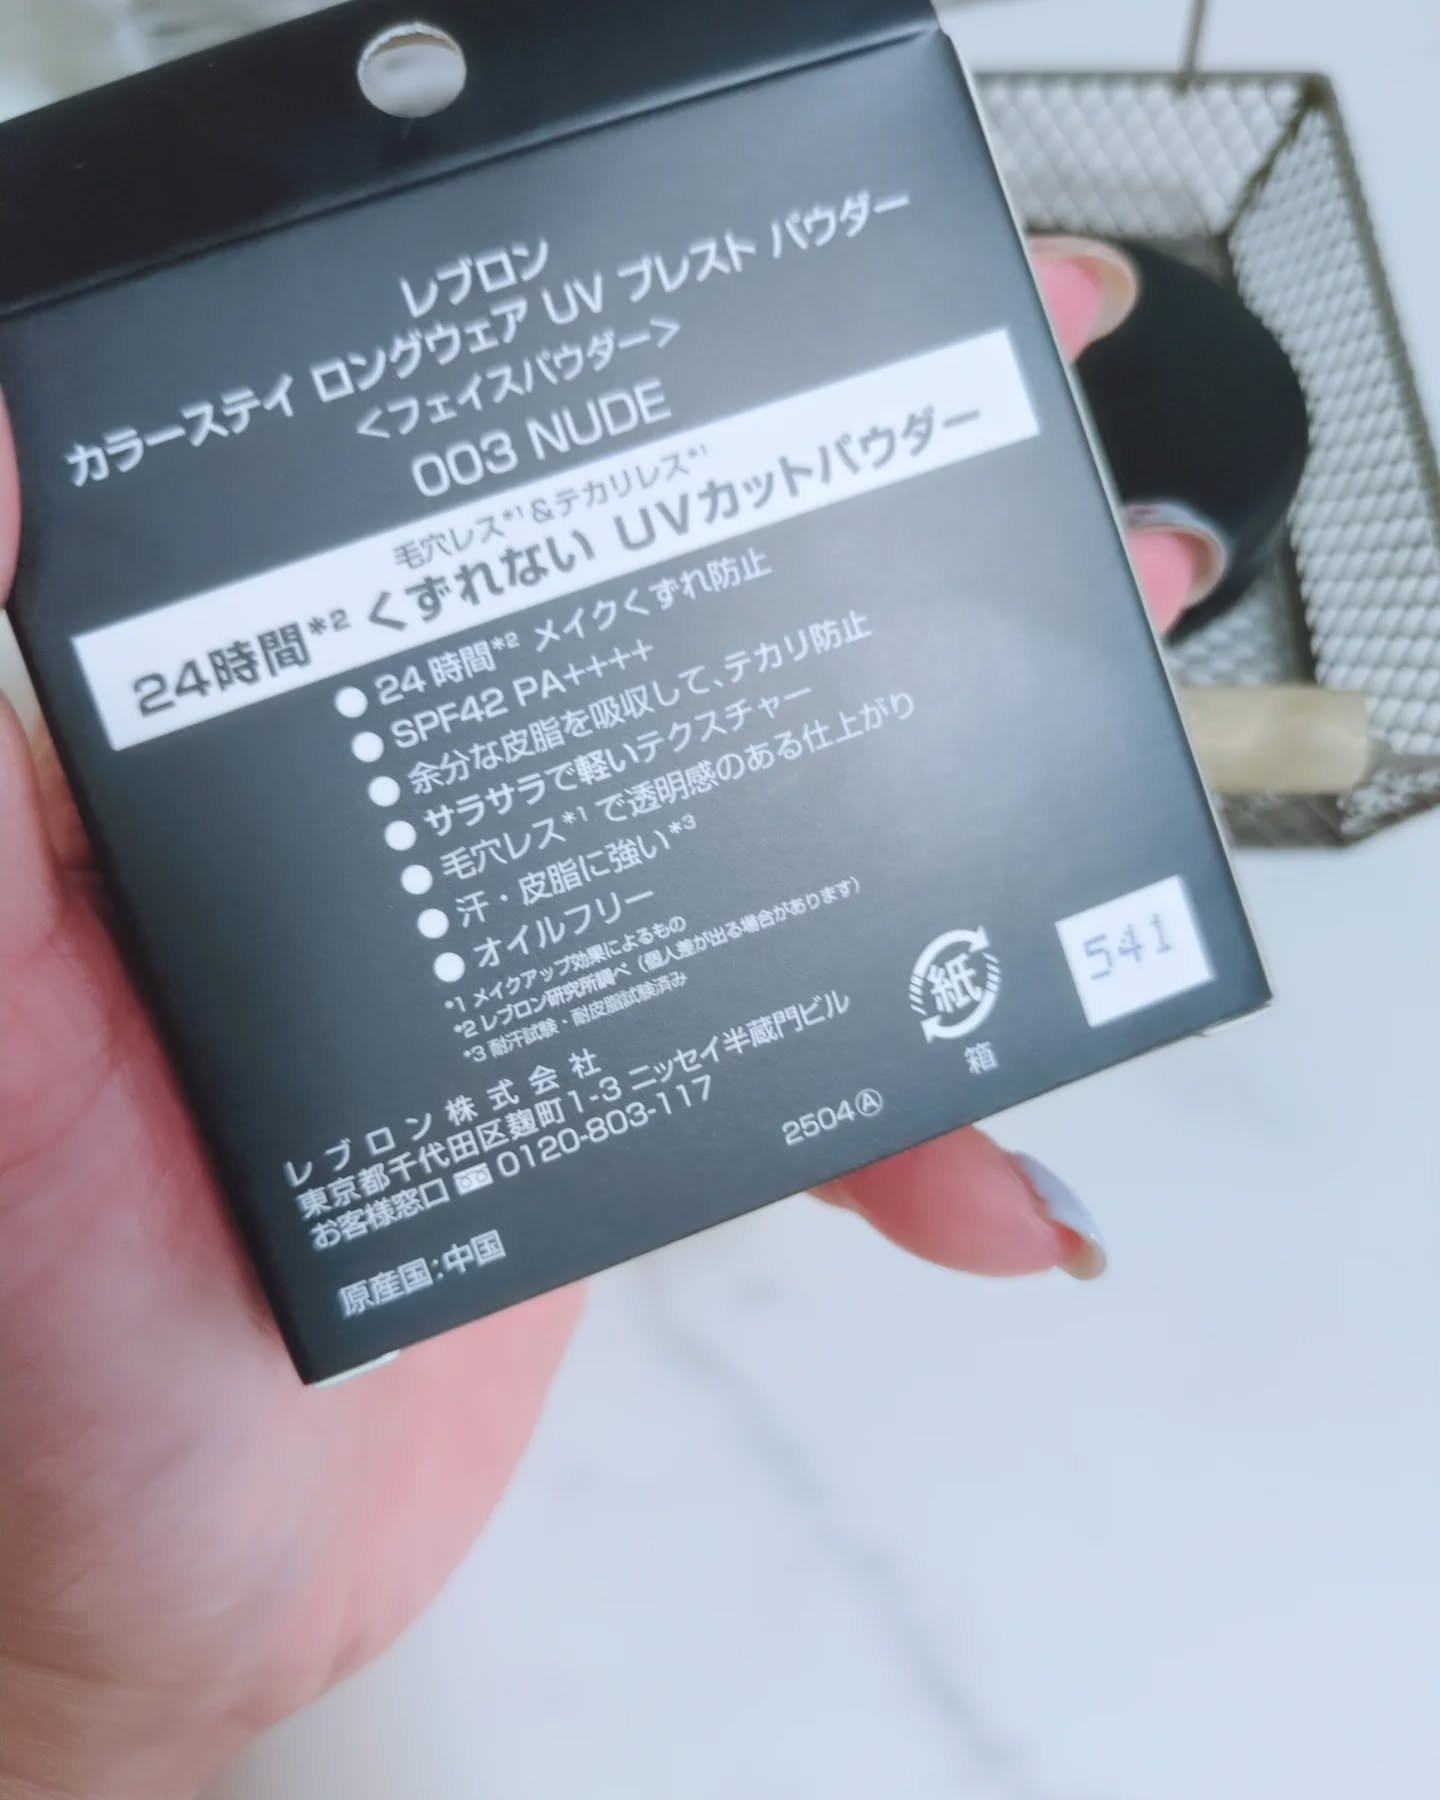 レブロン
カラーステイ ロングウェア UV プレスト パウダー
<フェイスパウダー>
003 NUDE
毛穴レス*1&テカリレス*1
24時間*2 くずれない UVカットパウダー
●24時間*2 メイクくずれ防止
●SPF42 PA++++
●余分な皮脂を吸収して、テカリ防止
●サラサラで軽いテクスチャー
●毛穴レス*1で透明感のある仕上がり
●汗・皮脂に強い*3
●オイルフリー
*1 メイクアップ効果によるもの
*2 レブロン研究所調べ(個人差が出る場合があります)
*3 耐汗試験・耐皮脂試験済み
レブロン株式会社
東京都千代田区麹町1-3 ニッセイ半蔵門ビル
お客様窓口 0120-803-117
原産国:中国
2504Ⓐ
紙
箱
541